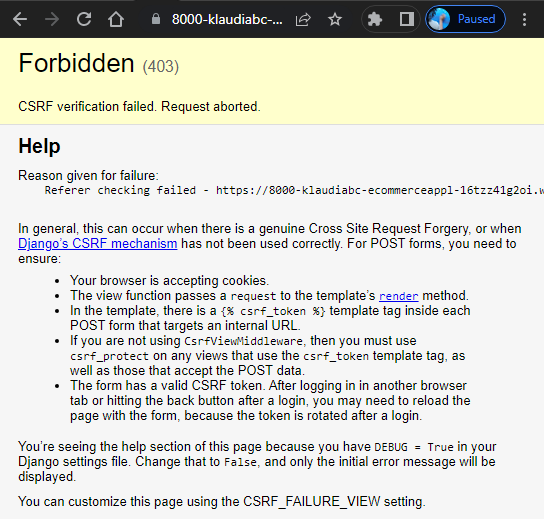 8000-klaudiabc-...
Paused
Forbidden (403)
CSRF verification failed. Request aborted.
Help
Reason given for failure:
Referer checking failed - https://8000-klaudiabc-ecommerceappl-16tzz41g2oi.w
In general, this can occur when there is a genuine Cross Site Request Forgery, or when
Django’s CSRF mechanism has not been used correctly. For POST forms, you need to
ensure:
• Your browser is accepting cookies.
• The view function passes a request to the template’s render method.
• In the template, there is a {% csrf_token %} template tag inside each
POST form that targets an internal URL.
• If you are not using CsrfViewMiddleware, then you must use
csrf_protect on any views that use the csrf_token template tag, as
well as those that accept the POST data.
• The form has a valid CSRF token. After logging in in another browser
tab or hitting the back button after a login, you may need to reload the
page with the form, because the token is rotated after a login.
You’re seeing the help section of this page because you have DEBUG = True in your
Django settings file. Change that to False, and only the initial error message will be
displayed.
You can customize this page using the CSRF_FAILURE_VIEW setting.